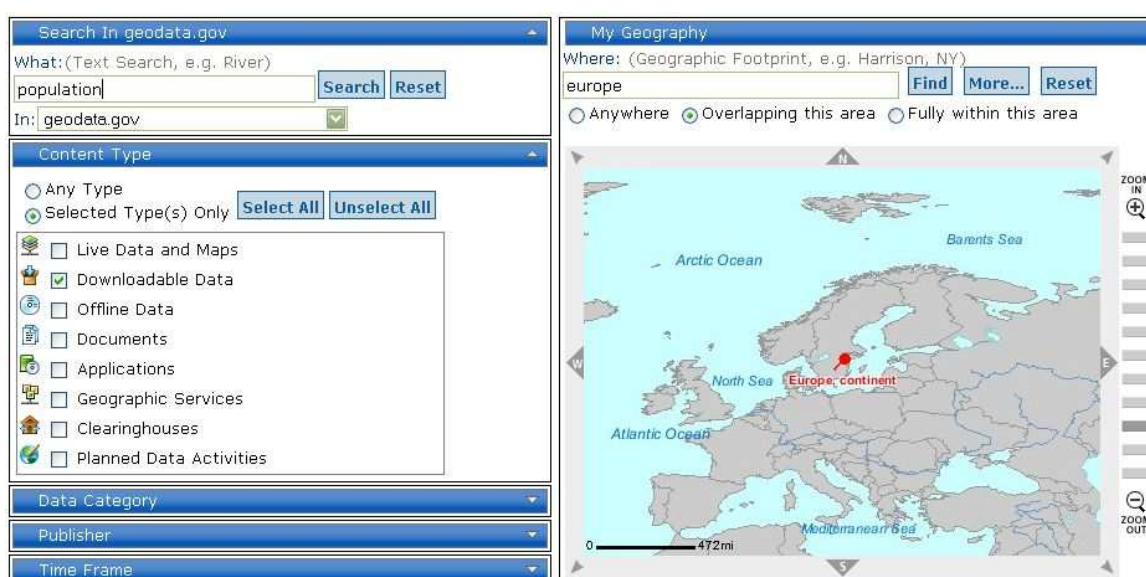 Search In geodata.gov
What:(Text Search, e.g. River)
population
Search Reset
In: geodata.gov
Content Type
Any Type
Selected Type(s) Only Select All Unselect All
Live Data and Maps
Downloadable Data
Offline Data
Documents
Applications
Geographic Services
Clearinghouses
Planned Data Activities
Data Category
Publisher
Time Frame
My Geography
Where: (Geographic Footprint, e.g. Harrison, NY)
europe
Find More... Reset
Anywhere Overlapping this area Fully within this area
N
ZOOM
IN
Barents Sea
Arctic Ocean
W
E
North Sea
Europe, continent
Atlantic Ocean
Mediterranean Sea
ZOOM
OUT
0 472mi
S